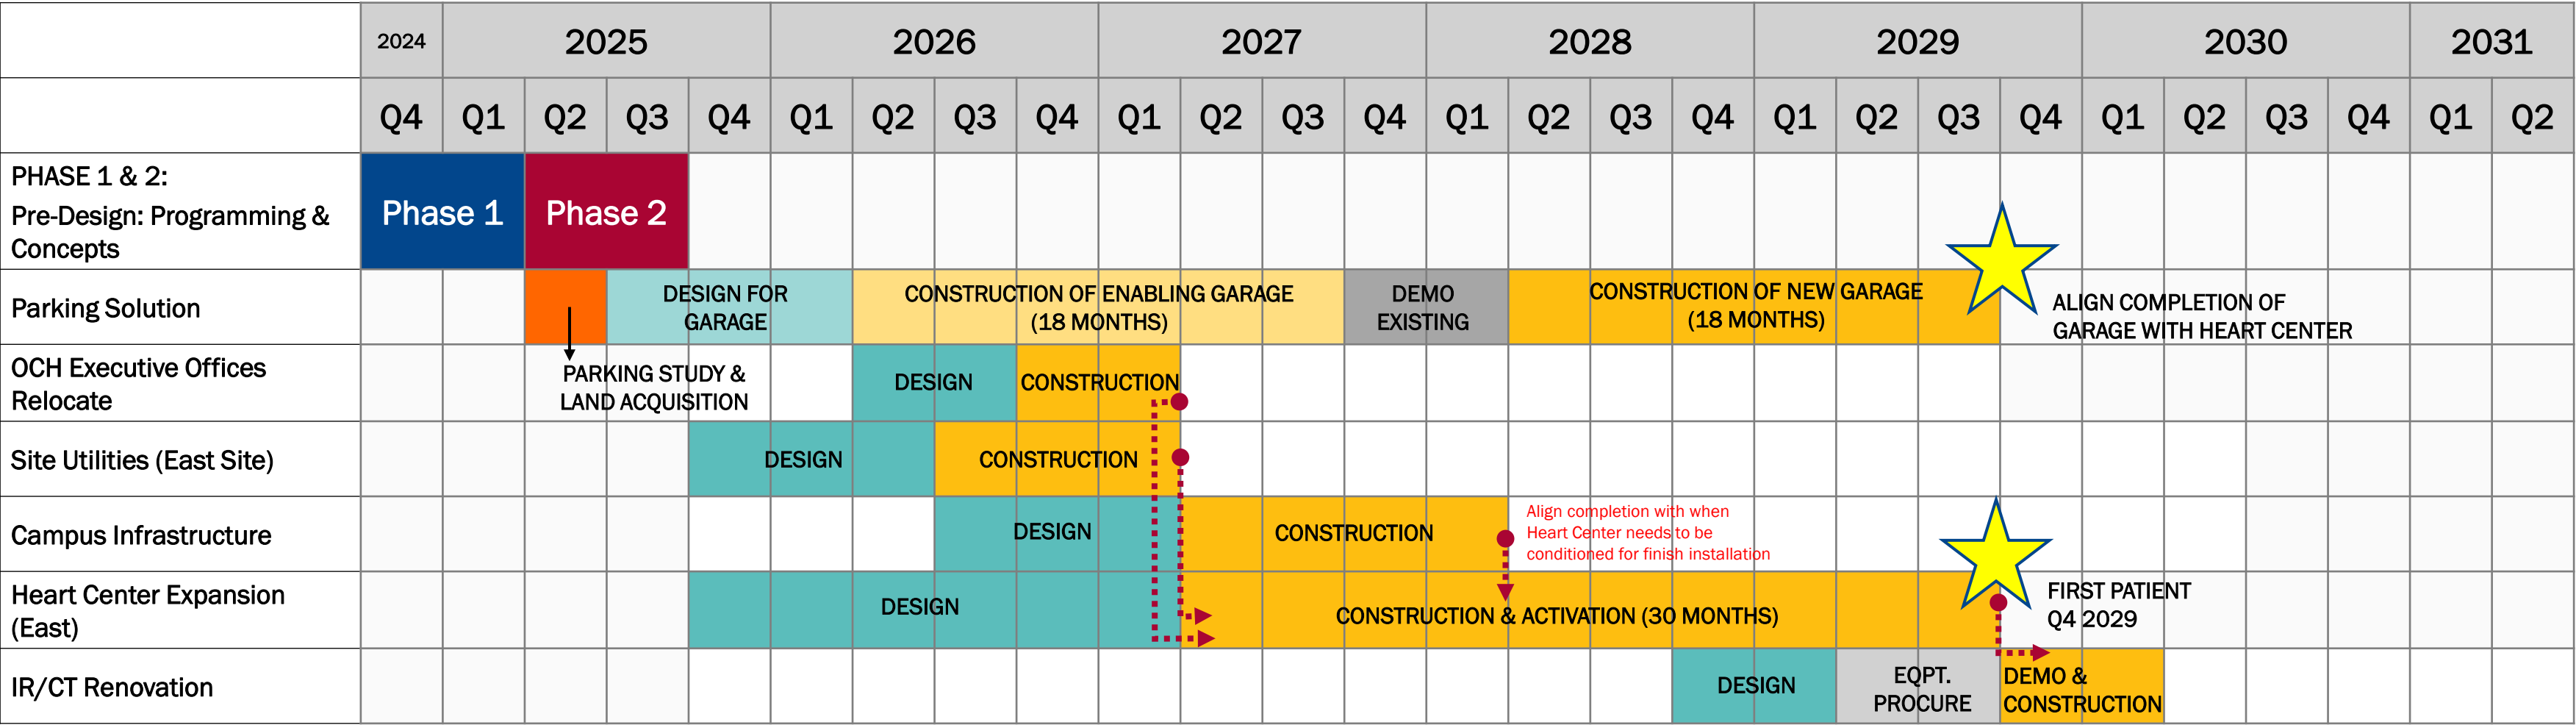 2024 2025 2026 2027 2028 2029 2030 2031
Q4 Q1 Q2 Q3 Q4 Q1 Q2 Q3 Q4 Q1 Q2 Q3 Q4 Q1 Q2 Q3 Q4 Q1 Q2 Q3 Q4 Q1 Q2 Q3 Q4 Q1 Q2
PHASE 1 & 2:
Pre-Design: Programming &
Concepts
Phase 1
Phase 2
Parking Solution
DESIGN FOR
GARAGE
CONSTRUCTION OF ENABLING GARAGE
(18 MONTHS)
DEMO
EXISTING
CONSTRUCTION OF NEW GARAGE
(18 MONTHS)
ALIGN COMPLETION OF
GARAGE WITH HEART CENTER
OCH Executive Offices
Relocate
PARKING STUDY &
LAND ACQUISITION
DESIGN
CONSTRUCTION
Site Utilities (East Site)
DESIGN
CONSTRUCTION
Campus Infrastructure
DESIGN
CONSTRUCTION
Align completion with when
Heart Center needs to be
conditioned for finish installation
Heart Center Expansion
(East)
DESIGN
CONSTRUCTION & ACTIVATION (30 MONTHS)
FIRST PATIENT
Q4 2029
IR/CT Renovation
DESIGN
EQPT.
PROCURE
DEMO &
CONSTRUCTION